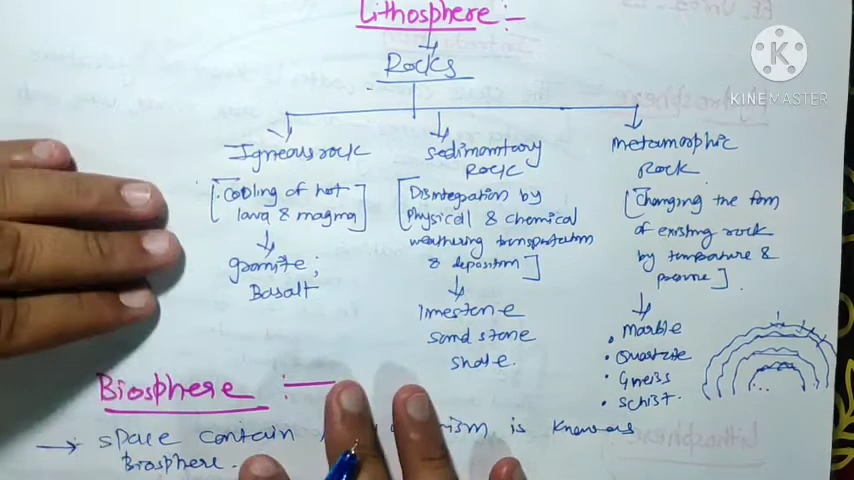 Lithosphere :-
Rocks
Igneous rock
[cooling of hot
lava & magma]
granite;
Basalt
sedimentary
Rock
[Disintegration by
physical & chemical
weathering transportation
& deposition]
limestone
sand stone
shale.
metamorphic
Rock
[changing the form
of existing rock
by temperature &
pressure].
. Marble
. Quartzite
. Gneiss
. Schist.
Biosphere :-
→ space contain is known as
Biosphere.
K
KINEMASTER
Lithosphere